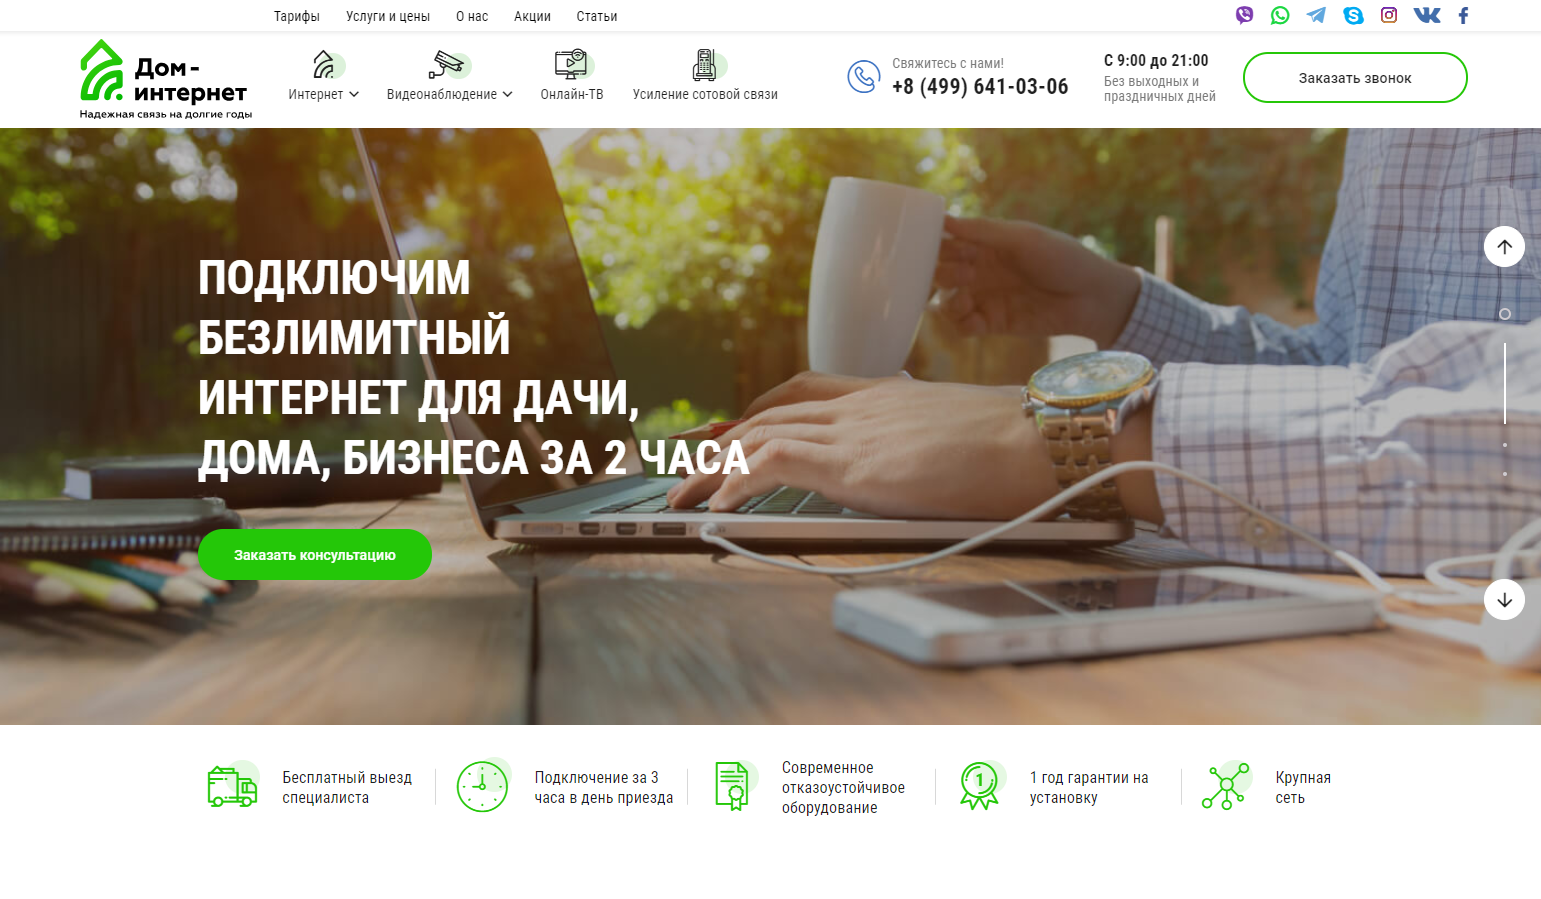 Тарифы Услуги и цены О нас Акции Статьи
Дом-
интернет
Надежная связь на долгие годы
Интернет Видеонаблюдение Онлайн-ТВ Усиление сотовой связи
Свяжитесь с нами!
+8 (499) 641-03-06
С 9:00 до 21:00
Без выходных и
праздничных дней
Заказать звонок
ПОДКЛЮЧИМ
БЕЗЛИМИТНЫЙ
ИНТЕРНЕТ ДЛЯ ДАЧИ,
ДОМА, БИЗНЕСА ЗА 2 ЧАСА
Заказать консультацию
Бесплатный выезд
специалиста
Подключение за 3
часа в день приезда
Современное
отказоустойчивое
оборудование
1
1 год гарантии на
установку
Крупная
сеть